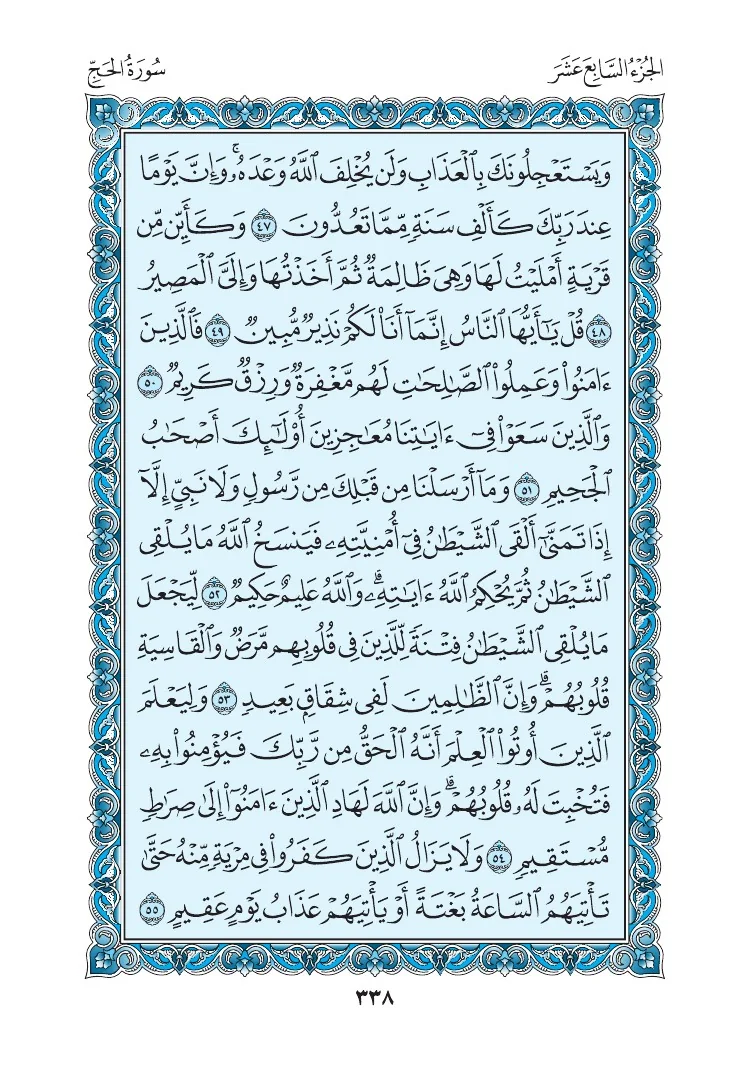 الجُزْءُ السَّابِعَ عَشَرَ
سُورَةُ الحَجِّ
وَيَسۡتَعۡجِلُونَكَ بِٱلۡعَذَابِ وَلَن يُخۡلِفَ ٱللَّهُ وَعۡدَهُۥۚ وَإِنَّ يَوۡمًا
عِندَ رَبِّكَ كَأَلۡفِ سَنَةٖ مِّمَّا تَعُدُّونَ ٤٧ وَكَأَيِّن مِّن
قَرۡيَةٍ أَمۡلَيۡتُ لَهَا وَهِيَ ظَالِمَةٞ ثُمَّ أَخَذۡتُهَا وَإِلَيَّ ٱلۡمَصِيرُ
٤٨ قُلۡ يَٰٓأَيُّهَا ٱلنَّاسُ إِنَّمَآ أَنَا۠ لَكُمۡ نَذِيرٞ مُّبِينٞ ٤٩ فَٱلَّذِينَ
ءَامَنُواْ وَعَمِلُواْ ٱلصَّٰلِحَٰتِ لَهُم مَّغۡفِرَةٞ وَرِزۡقٞ كَرِيمٞ ٥٠
وَٱلَّذِينَ سَعَوۡاْ فِيٓ ءَايَٰتِنَا مُعَٰجِزِينَ أُوْلَٰٓئِكَ أَصۡحَٰبُ
ٱلۡجَحِيمِ ٥١ وَمَآ أَرۡسَلۡنَا مِن قَبۡلِكَ مِن رَّسُولٖ وَلَا نَبِيٍّ إِلَّآ
إِذَا تَمَنَّىٰٓ أَلۡقَى ٱلشَّيۡطَٰنُ فِيٓ أُمۡنِيَّتِهِۦ فَيَنسَخُ ٱللَّهُ مَا يُلۡقِي
ٱلشَّيۡطَٰنُ ثُمَّ يُحۡكِمُ ٱللَّهُ ءَايَٰتِهِۦۗ وَٱللَّهُ عَلِيمٌ حَكِيمٞ ٥٢ لِّيَجۡعَلَ
مَا يُلۡقِي ٱلشَّيۡطَٰنُ فِتۡنَةٗ لِّلَّذِينَ فِي قُلُوبِهِم مَّرَضٞ وَٱلۡقَاسِيَةِ
قُلُوبُهُمۡۗ وَإِنَّ ٱلظَّٰلِمِينَ لَفِي شِقَاقِۭ بَعِيدٖ ٥٣ وَلِيَعۡلَمَ
ٱلَّذِينَ أُوتُواْ ٱلۡعِلۡمَ أَنَّهُ ٱلۡحَقُّ مِن رَّبِّكَ فَيُؤۡمِنُواْ بِهِۦ
فَتُخۡبِتَ لَهُۥ قُلُوبُهُمۡۗ وَإِنَّ ٱللَّهَ لَهَادِ ٱلَّذِينَ ءَامَنُوٓاْ إِلَىٰ صِرَٰطٖ
مُّسۡتَقِيمٖ ٥٤ وَلَا يَزَالُ ٱلَّذِينَ كَفَرُواْ فِي مِرۡيَةٖ مِّنۡهُ حَتَّىٰ
تَأۡتِيَهُمُ ٱلسَّاعَةُ بَغۡتَةً أَوۡ يَأۡتِيَهُمۡ عَذَابُ يَوۡمٍ عَقِيمٍ ٥٥
٣٣٨